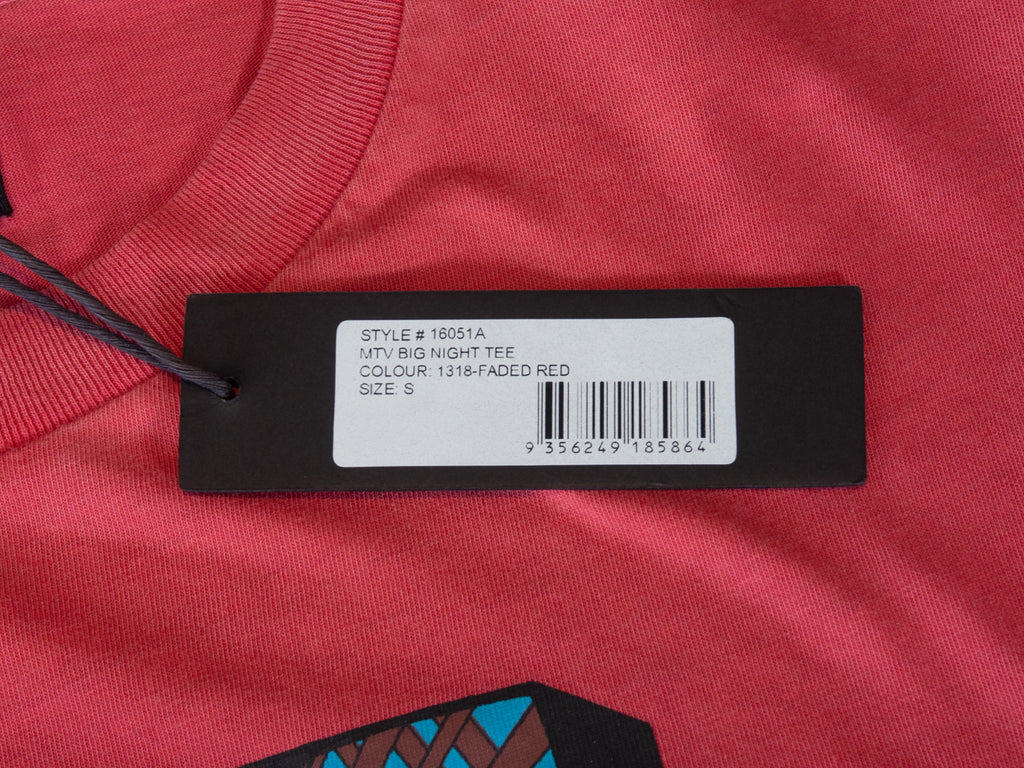 STYLE # 16051A
MTV BIG NIGHT TEE
COLOUR: 1318-FADED RED
SIZE: S
9 356249 185864